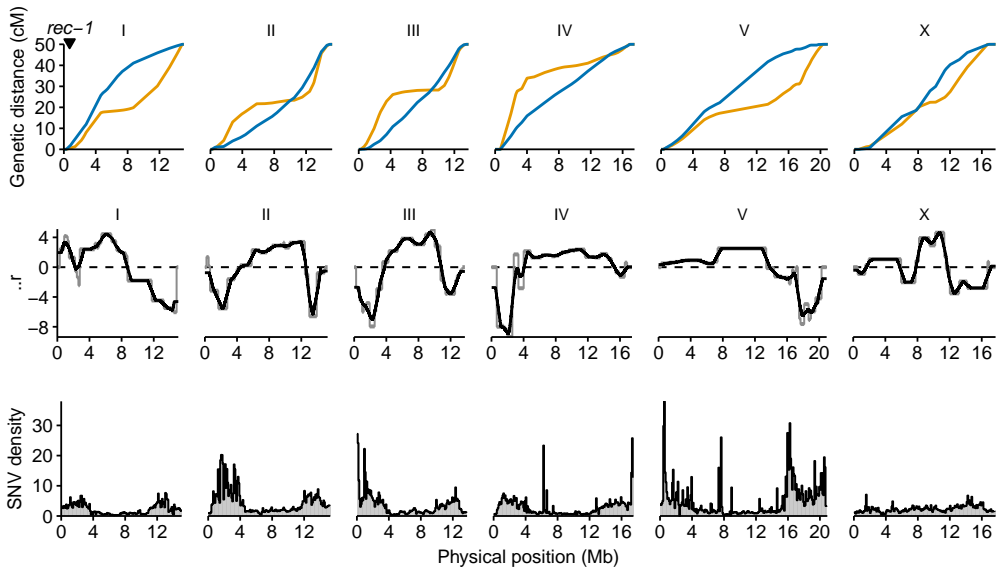 rec−1 I II III IV V X
Genetic distance (cM)
50
40
30
20
10
0
0 4 8 12 0 4 8 12 0 4 8 12 0 4 8 12 16 0 4 8 12 16 20 0 4 8 12 16
I II III IV V X
..r
4
0
−4
−8
0 4 8 12 0 4 8 12 0 4 8 12 0 4 8 12 16 0 4 8 12 16 20 0 4 8 12 16
SNV density
30
20
10
0
0 4 8 12 0 4 8 12 0 4 8 12 0 4 8 12 16 0 4 8 12 16 20 0 4 8 12 16
Physical position (Mb)